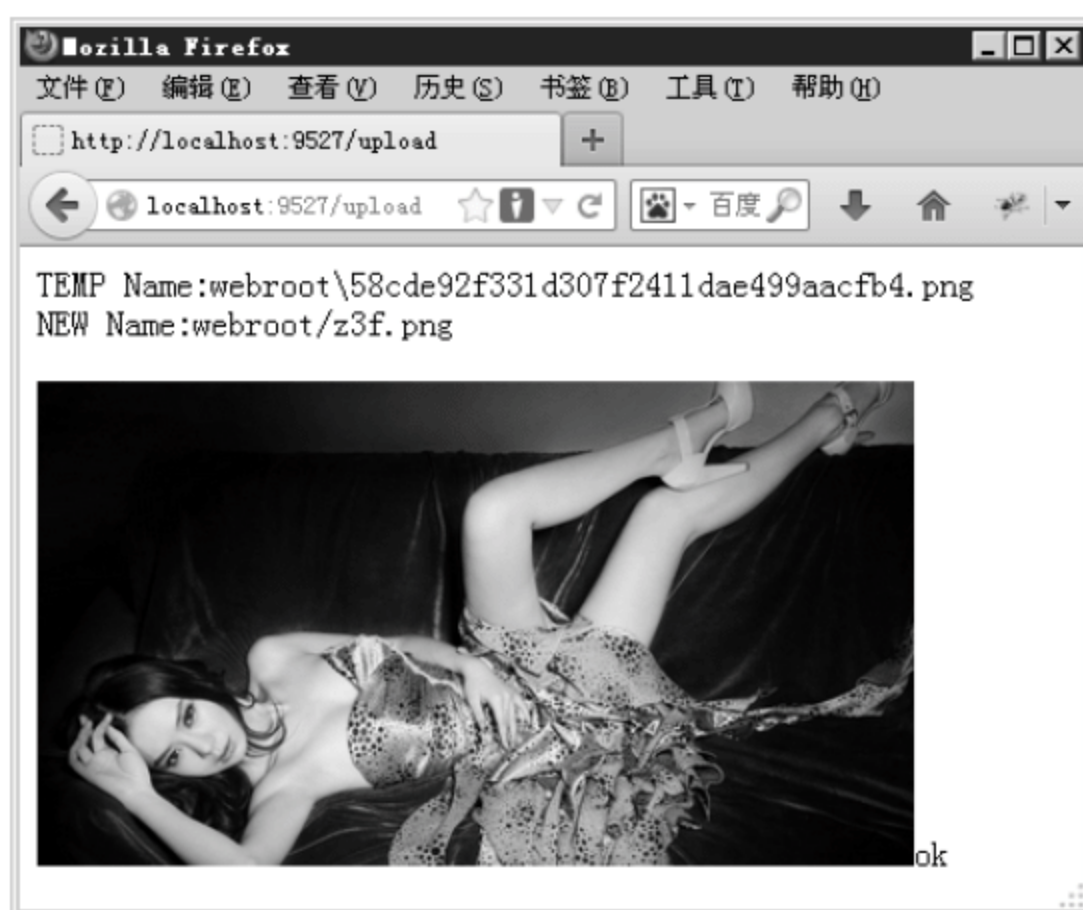 Mozilla Firefox
文件(F) 编辑(E) 查看(V) 历史(S) 书签(B) 工具(T) 帮助(H)
http://localhost:9527/upload
localhost:9527/upload 百度
TEMP Name:webroot\58cde92f331d307f2411dae499aacfb4.png
NEW Name:webroot/z3f.png
ok